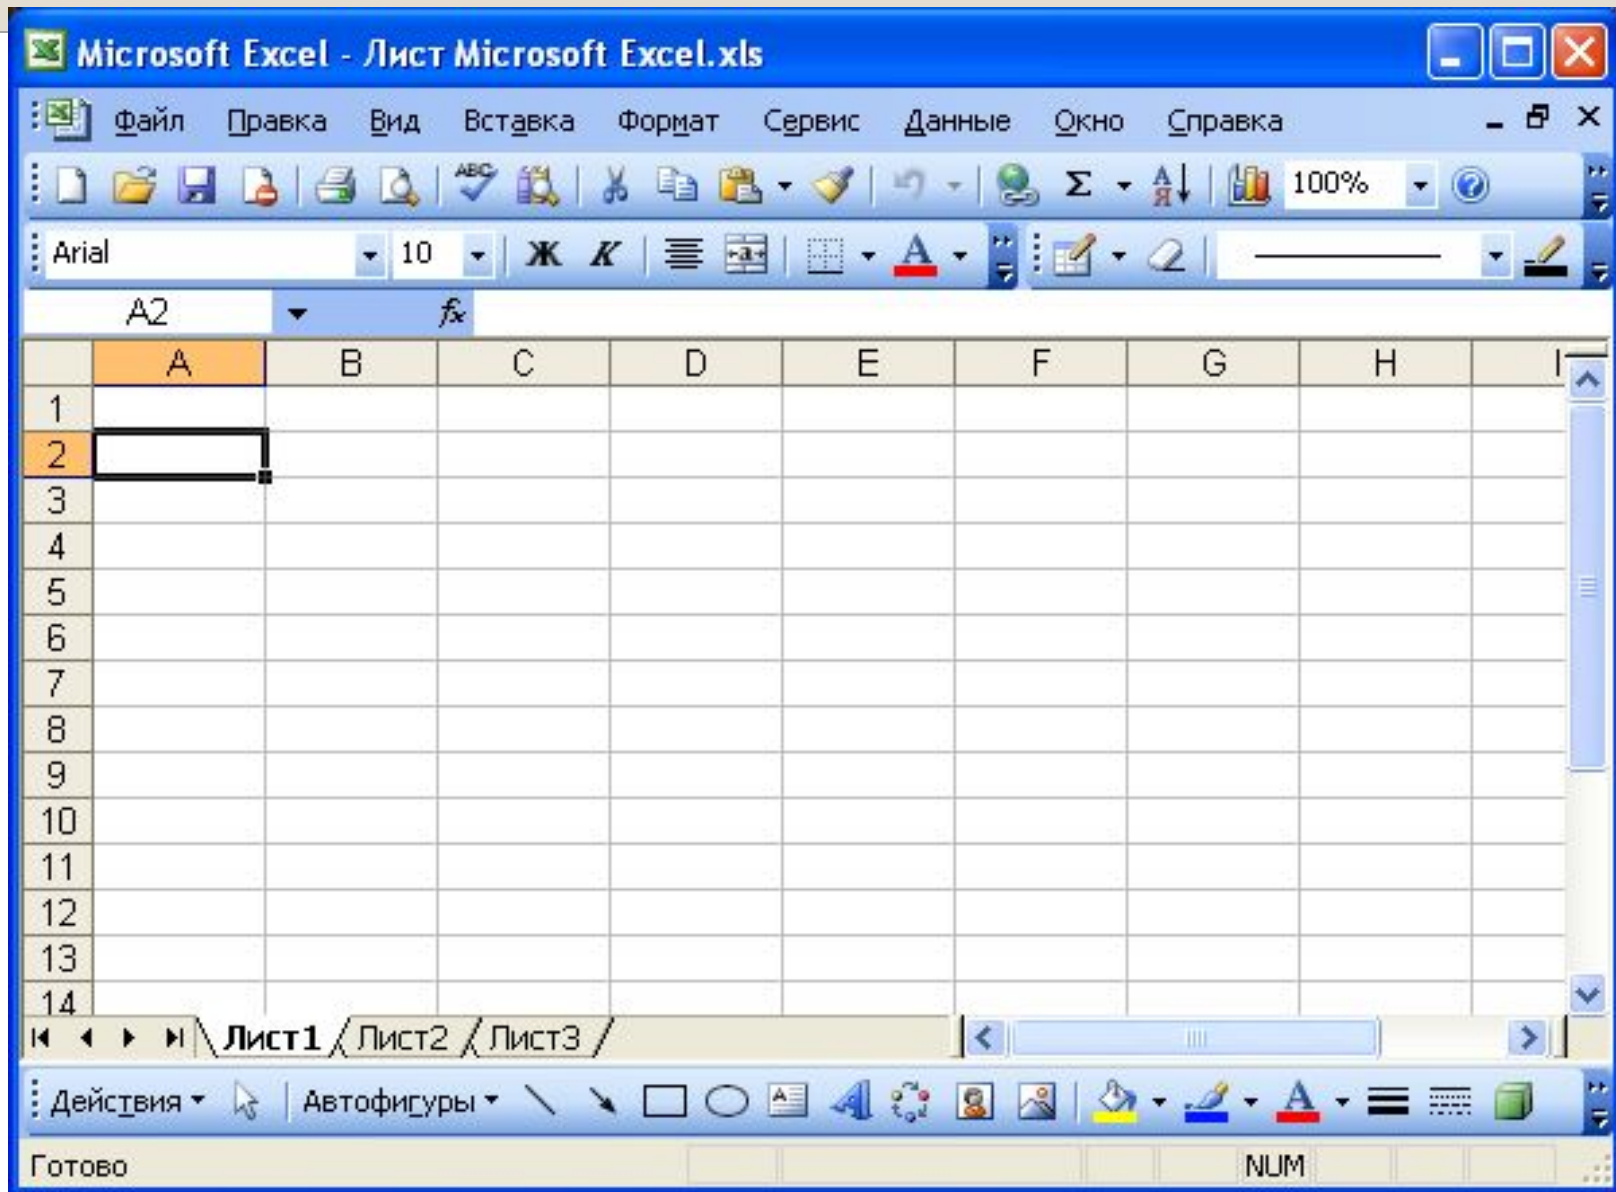 Microsoft Excel - Лист Microsoft Excel.xls
Файл Правка Вид Вставка Формат Сервис Данные Окно Справка
ABC Σ А Я 100% ?
Arial 10 Ж К a A
A2 fx
A B C D E F G H I
1
2
3
4
5
6
7
8
9
10
11
12
13
14
Лист1 Лист2 Лист3
Действия Автофигуры A A A
Готово NUM